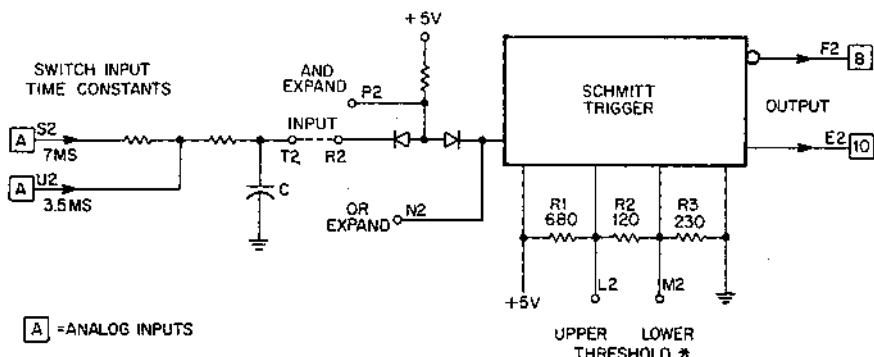 +5V
AND
EXPAND
P2
SWITCH INPUT
TIME CONSTANTS
INPUT
SCHMITT
TRIGGER
F2
8
OUTPUT
A
S2
7MS
T2
R2
E2
10
A
U2
3.5MS
C
OR
EXPAND
N2
R1
680
R2
120
R3
230
+5V
L2
M2
A =ANALOG INPUTS
UPPER LOWER
THRESHOLD *